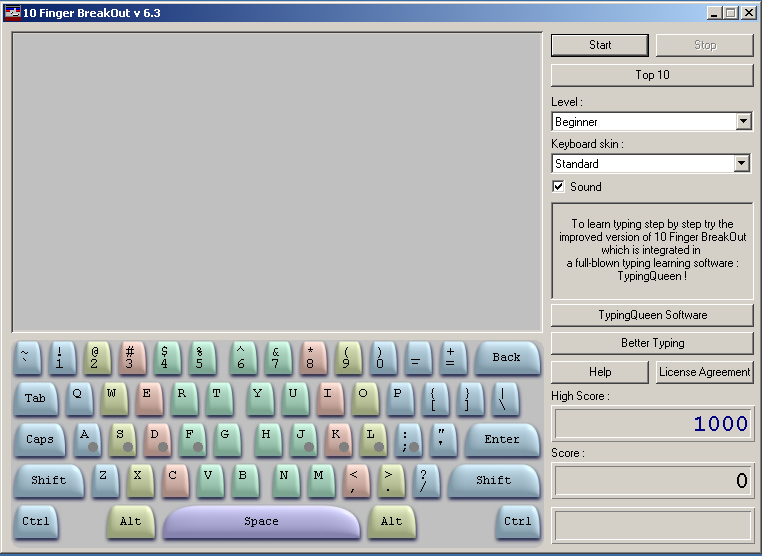 10 Finger BreakOut v 6.3
Start Stop
Top 10
Level :
Beginner
Keyboard skin :
Standard
Sound
To learn typing step by step try the
improved version of 10 Finger BreakOut
which is integrated in
a full-blown typing learning software :
TypingQueen !
TypingQueen Software
Better Typing
Help License Agreement
High Score :
1000
Score :
0
~ ! @ # $ % ^ & * ( ) _ +
` 1 2 3 4 5 6 7 8 9 0 - = Back
Tab Q W E R T Y U I O P { } |
[ ] \
Caps A S D F G H J K L : " Enter
; '
Shift Z X C V B N M < > ? Shift
, . /
Ctrl Alt Space Alt Ctrl